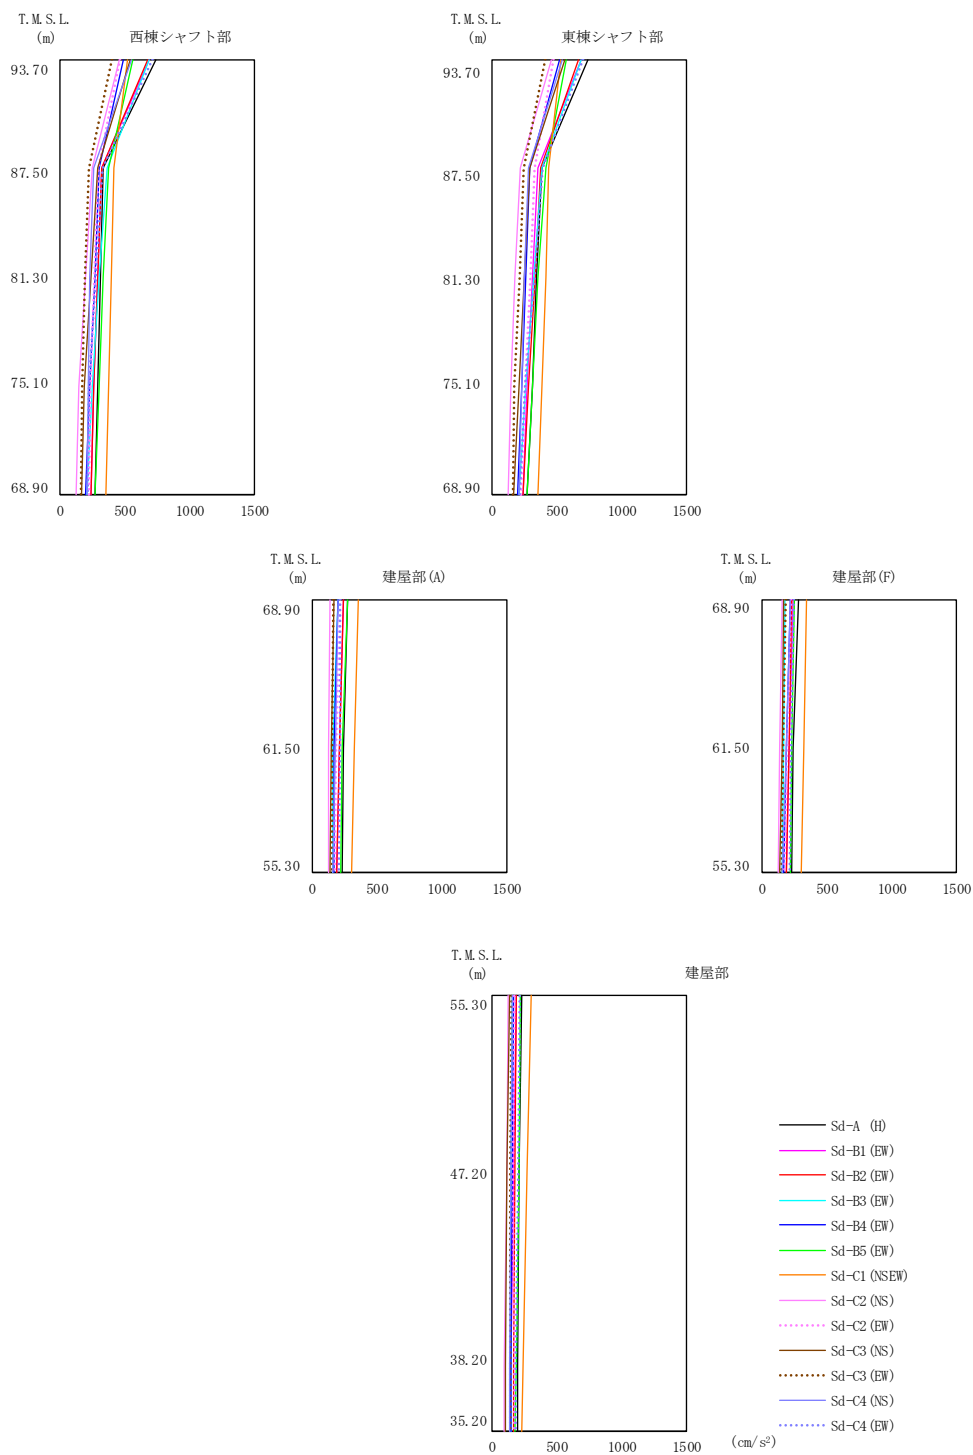 T.M.S.L.
(m)
西棟シャフト部
93.70
87.50
81.30
75.10
68.90
0 500 1000 1500
T.M.S.L.
(m)
東棟シャフト部
93.70
87.50
81.30
75.10
68.90
0 500 1000 1500
T.M.S.L.
(m)
建屋部(A)
68.90
61.50
55.30
0 500 1000 1500
T.M.S.L.
(m)
建屋部(F)
68.90
61.50
55.30
0 500 1000 1500
T.M.S.L.
(m)
建屋部
55.30
47.20
38.20
35.20
0 500 1000 1500
(cm/s²)
Sd-A (H)
Sd-B1(EW)
Sd-B2(EW)
Sd-B3(EW)
Sd-B4(EW)
Sd-B5(EW)
Sd-C1(NSEW)
Sd-C2(NS)
Sd-C2(EW)
Sd-C3(NS)
Sd-C3(EW)
Sd-C4(NS)
Sd-C4(EW)